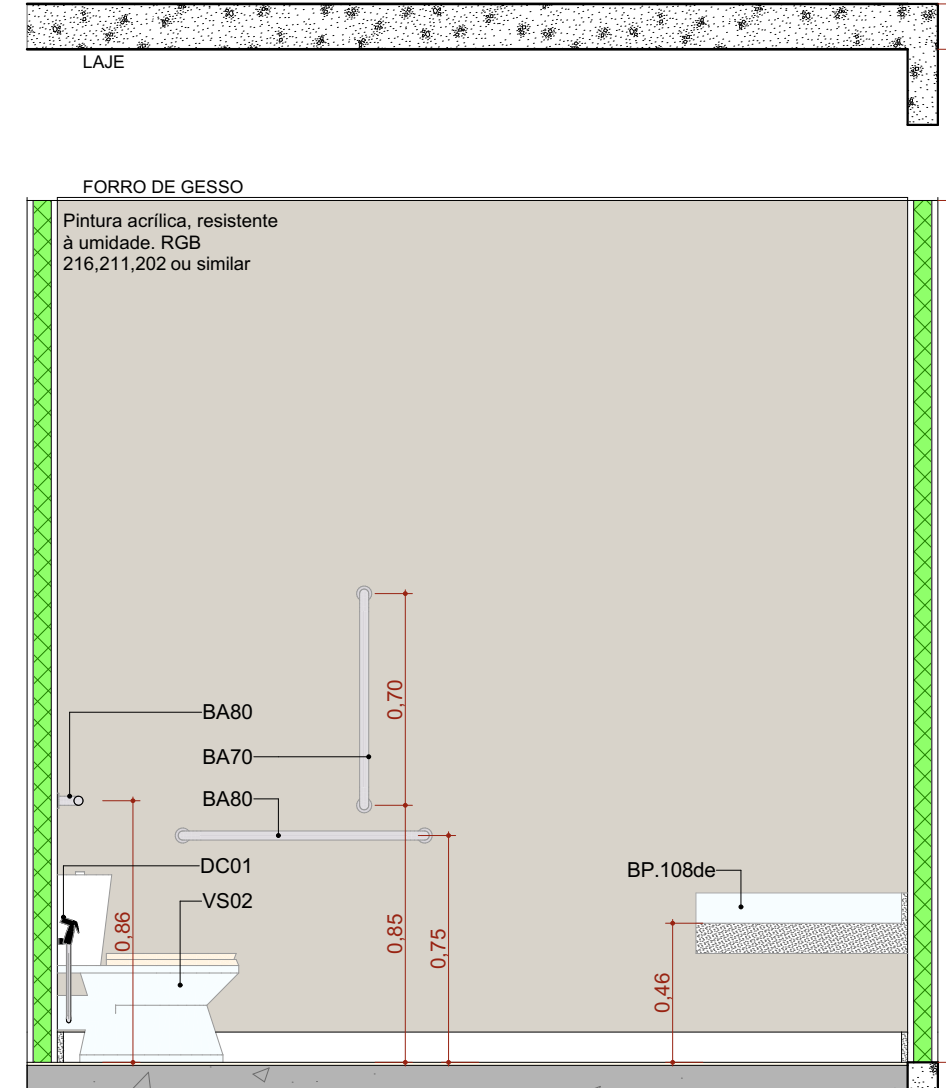 LAJE
FORRO DE GESSO
Pintura acrílica, resistente
à umidade. RGB
216,211,202 ou similar
0,70
BA80
BA70
BA80
DC01
BP.108de
VS02
0,86
0,85
0,75
0,46